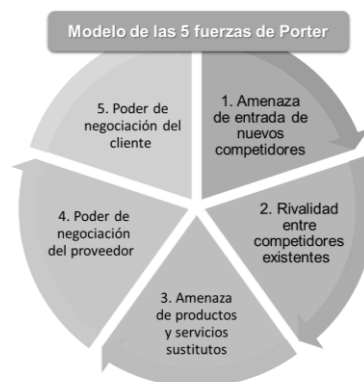 Modelo de las 5 fuerzas de Porter
1. Amenaza
de entrada de
nuevos
competidores
2. Rivalidad
entre
competidores
existentes
3. Amenaza
de productos
y servicios
sustitutos
4. Poder de
negociación
del proveedor
5. Poder de
negociación del
cliente